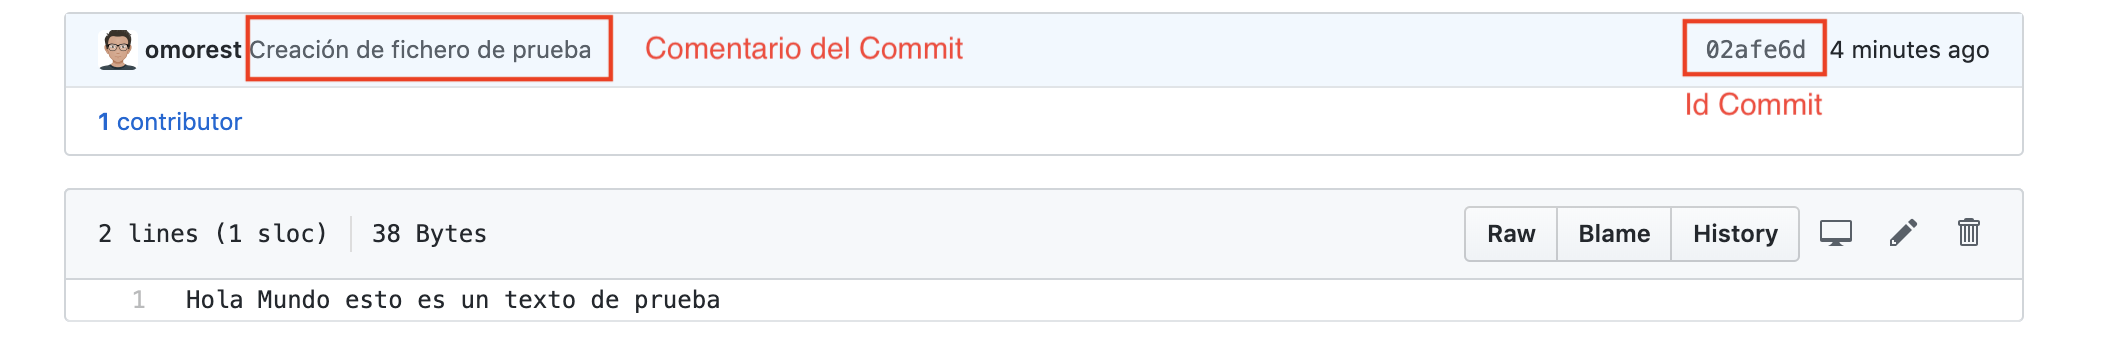 omorest Creación de fichero de prueba Comentario del Commit 02afe6d 4 minutes ago
Id Commit
1 contributor
2 lines (1 sloc) 38 Bytes Raw Blame History
1 Hola Mundo esto es un texto de prueba